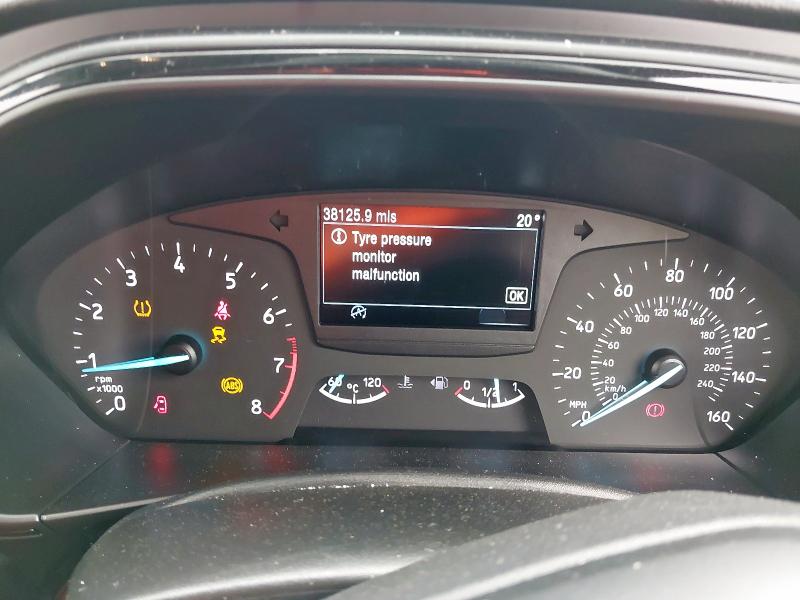 38125.9 mls
20°
Tyre pressure
monitor
malfunction
OK
0
1
2
3
4
5
6
7
8
rpm
x1000
ABS
60 °C 120
0 1/2 1
0
20
40
60
80
100
120
140
160
MPH
km/h
0
20
60
80
100
120
140
160
180
200
220
240